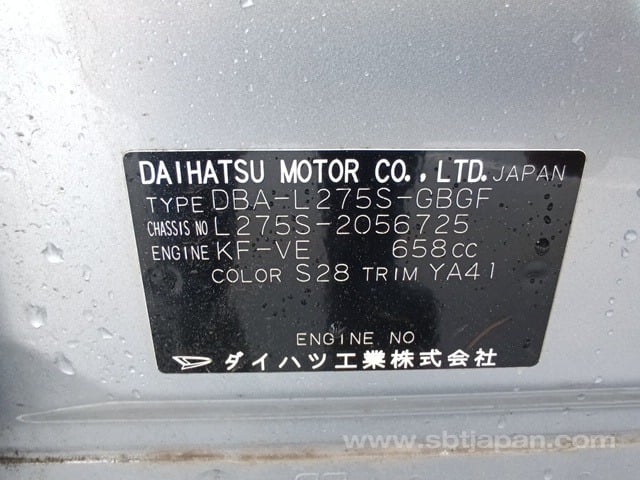 DAIHATSU MOTOR CO., LTD. JAPAN
TYPE DBA-L275S-GBGF
CHASSIS NO L275S-2056725
ENGINE KF-VE 658CC
COLOR S28 TRIM YA41
ENGINE NO
ダイハツ工業株式会社
www.sbtjapan.com